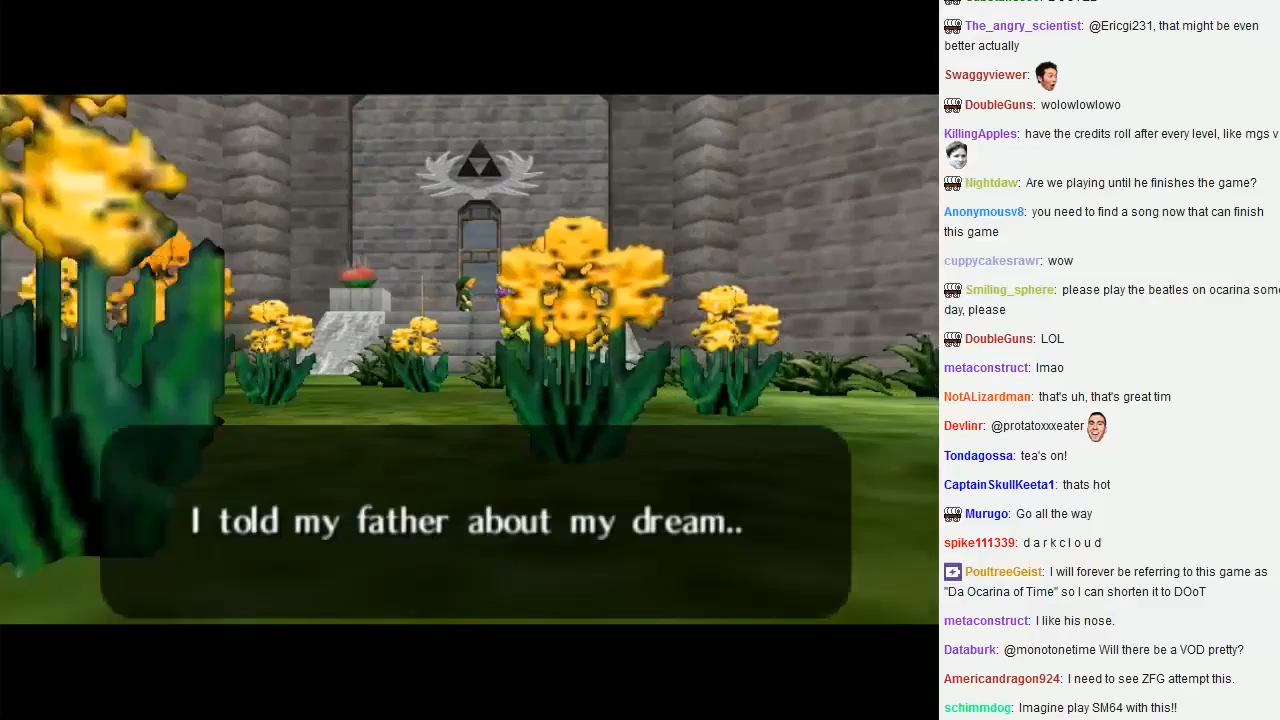 I told my father about my dream..
The_angry_scientist: @Ericgi231, that might be even
better actually
Swaggyviewer:
DoubleGuns: wolowlowlowo
KillingApples: have the credits roll after every level, like mgs v
Nightdaw: Are we playing until he finishes the game?
Anonymousv8: you need to find a song now that can finish
this game
cuppycakesrawr: wow
Smiling_sphere: please play the beatles on ocarina some
day, please
DoubleGuns: LOL
metaconstruct: lmao
NotALizardman: that's uh, that's great tim
Devlinr: @protatoxxxeater
Tondagossa: tea's on!
CaptainSkullKeeta1: thats hot
Murugo: Go all the way
spike111339: d a r k c l o u d
PoultreeGeist: I will forever be referring to this game as
"Da Ocarina of Time" so I can shorten it to DOoT
metaconstruct: I like his nose.
Databurk: @monotonetime Will there be a VOD pretty?
Americandragon924: I need to see ZFG attempt this.
schimmdog: Imagine play SM64 with this!!